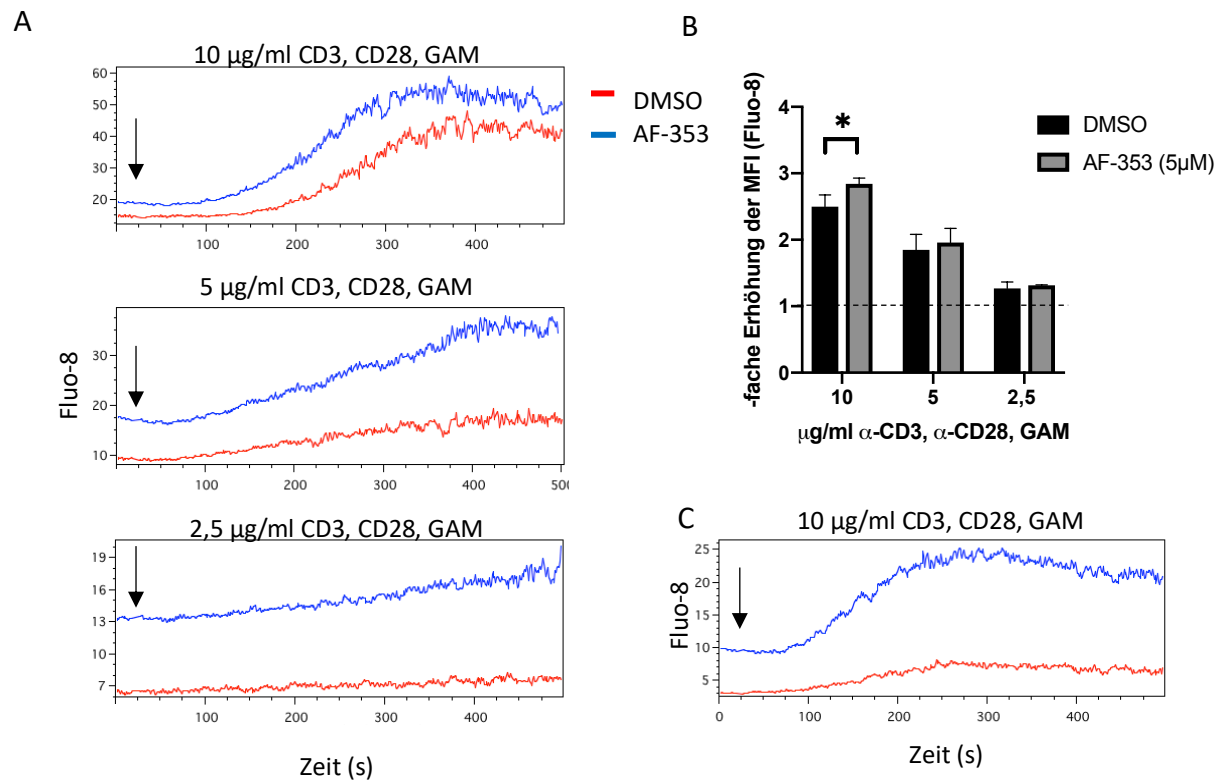 A
10 µg/ml CD3, CD28, GAM
60
50
40
30
20
100 200 300 400
DMSO
AF-353
5 µg/ml CD3, CD28, GAM
Fluo-8
30
20
10
100 200 300 400 500
2,5 µg/ml CD3, CD28, GAM
19
16
13
10
7
100 200 300 400
Zeit (s)
B
-fache Erhöhung der MFI (Fluo-8)
4
3
2
1
0
*
DMSO
AF-353 (5µM)
10 5 2,5
µg/ml α-CD3, α-CD28, GAM
C
10 µg/ml CD3, CD28, GAM
Fluo-8
25
20
15
10
5
0 100 200 300 400
Zeit (s)